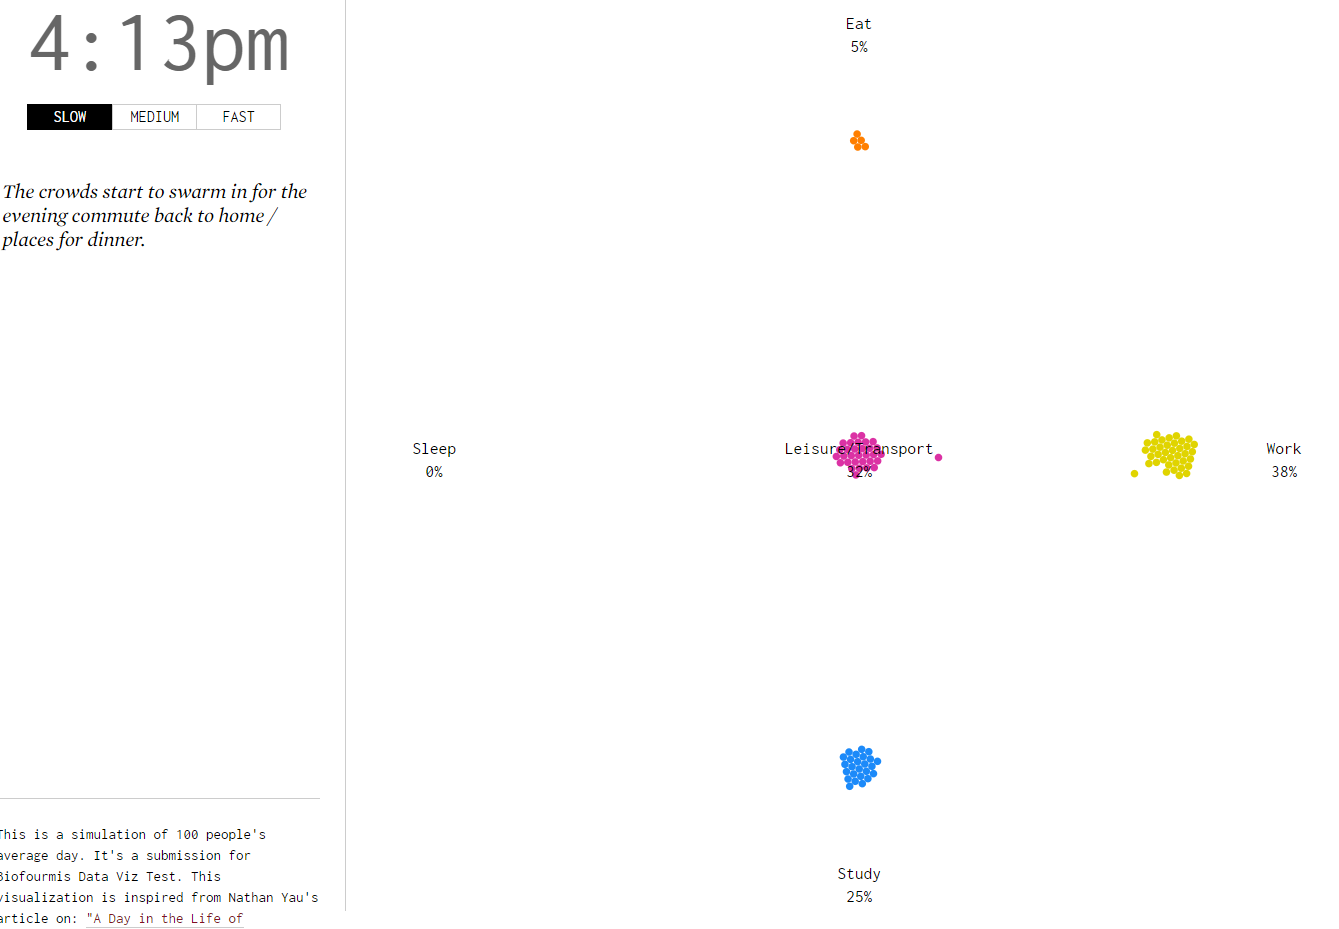 4:13pm
SLOW MEDIUM FAST
The crowds start to swarm in for the
evening commute back to home /
places for dinner.
This is a simulation of 100 people's
average day. It's a submission for
Biofourmis Data Viz Test. This
visualization is inspired from Nathan Yau's
article on: "A Day in the Life of
Eat
5%
Sleep
0%
Leisure/Transport
32%
Work
38%
Study
25%